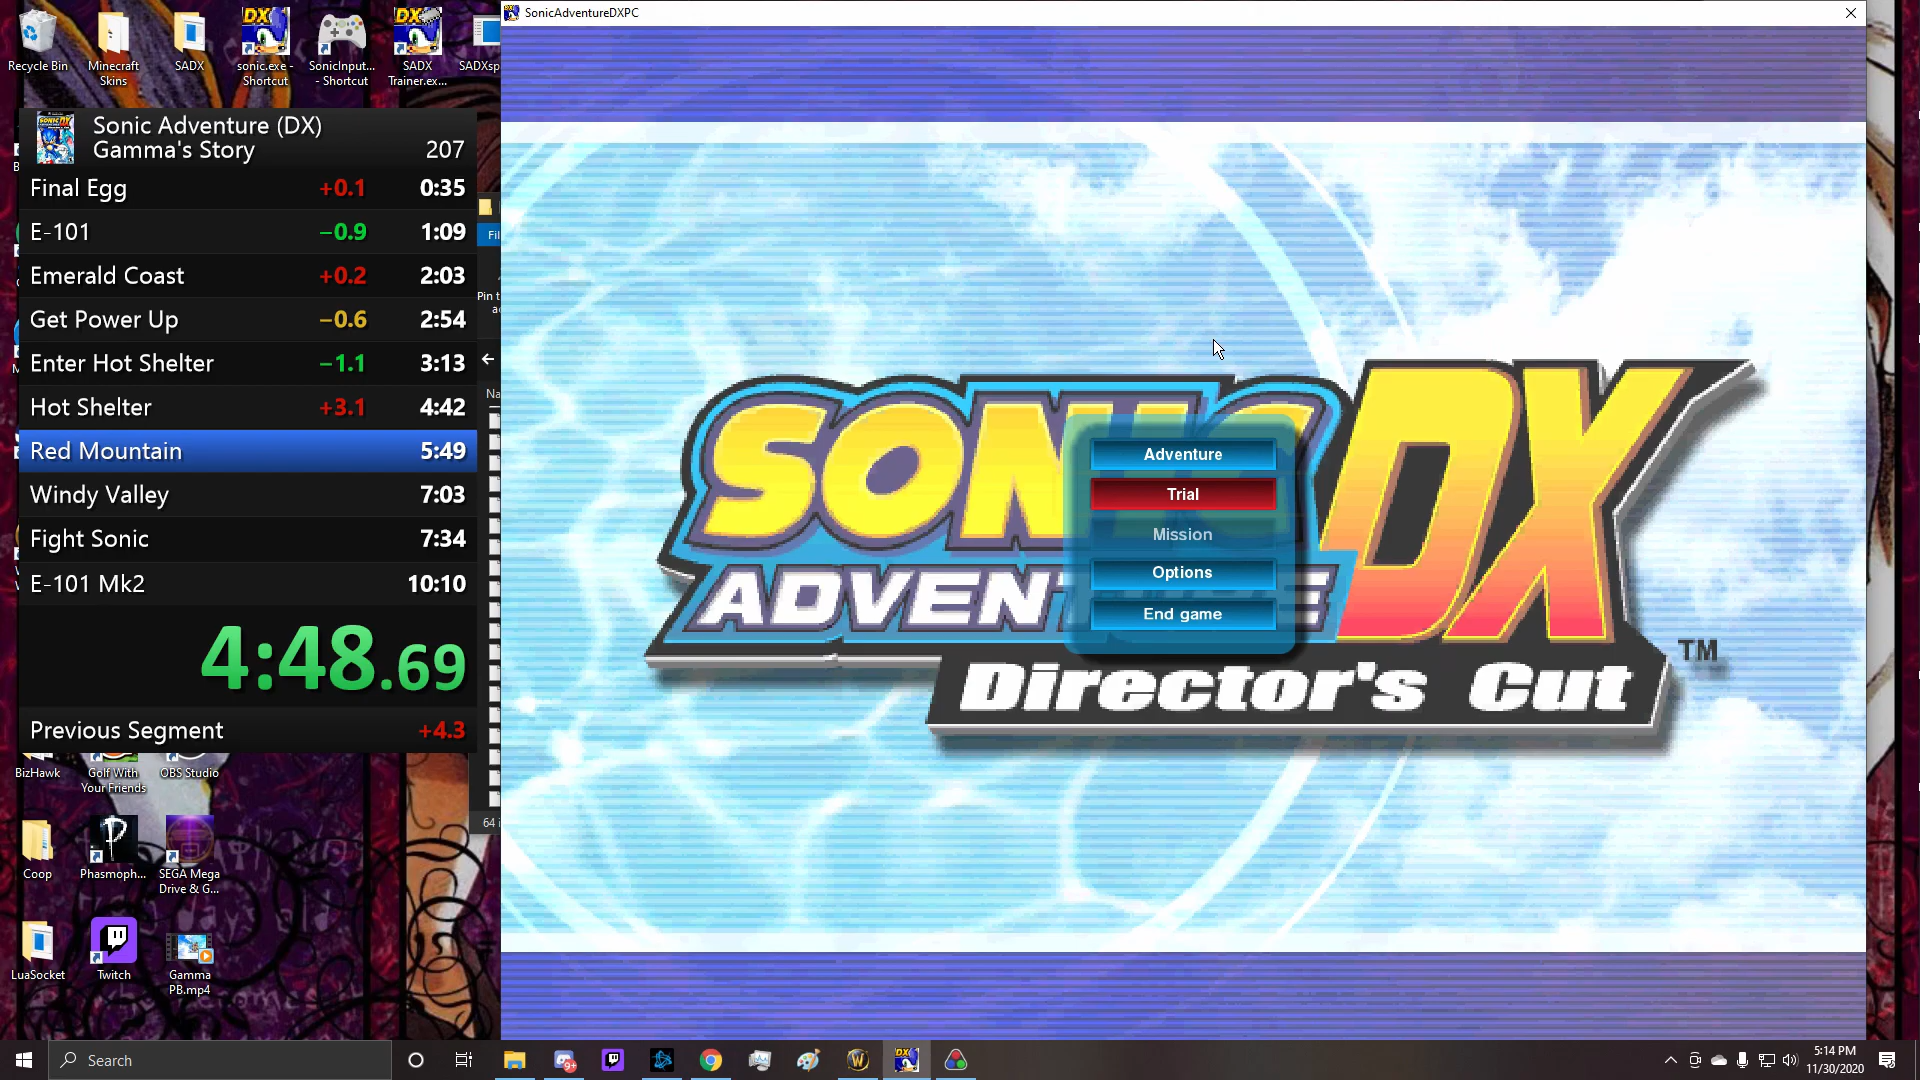 SonicAdventureDXPC
Recycle Bin
Minecraft
Skins
SADX
sonic.exe -
Shortcut
SonicInput...
- Shortcut
SADX
Trainer.ex...
SADXsp
Sonic Adventure (DX)
Gamma's Story 207
Final Egg +0.1 0:35
E-101 −0.9 1:09
Emerald Coast +0.2 2:03
Get Power Up −0.6 2:54
Enter Hot Shelter −1.1 3:13
Hot Shelter +3.1 4:42
Red Mountain 5:49
Windy Valley 7:03
Fight Sonic 7:34
E-101 Mk2 10:10
4:48.69
Previous Segment +4.3
Fil
Pin t
Na
64 i
SONIC DX
ADVENTURE
Director's Cut
TM
Adventure
Trial
Mission
Options
End game
BizHawk
Golf With
Your Friends
OBS Studio
Coop
Phasmoph...
SEGA Mega
Drive & G...
LuaSocket
Twitch
Gamma
PB.mp4
Search
5:14 PM
11/30/2020